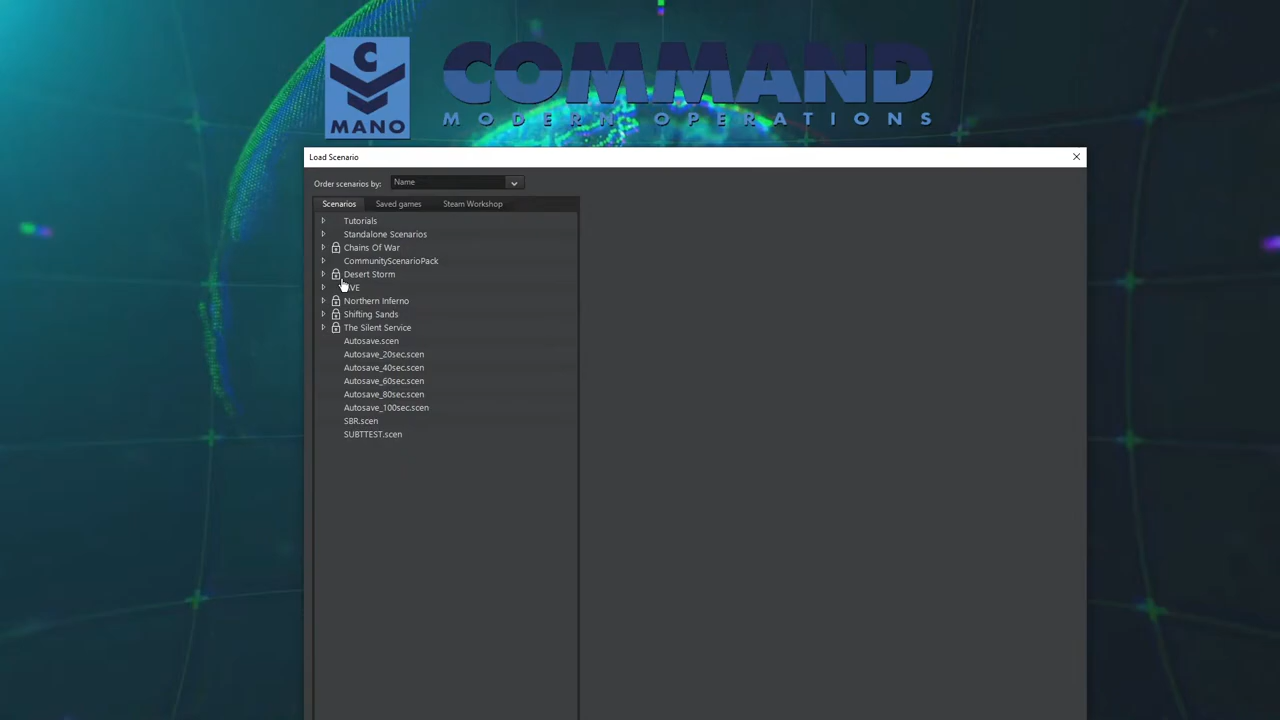 C
MANO
COMMAND
MODERN OPERATIONS
Load Scenario
Order scenarios by:
Name
Scenarios
Saved games
Steam Workshop
Tutorials
Standalone Scenarios
Chains Of War
CommunityScenarioPack
Desert Storm
VE
Northern Inferno
Shifting Sands
The Silent Service
Autosave.scen
Autosave_20sec.scen
Autosave_40sec.scen
Autosave_60sec.scen
Autosave_80sec.scen
Autosave_100sec.scen
SBR.scen
SUBTTEST.scen